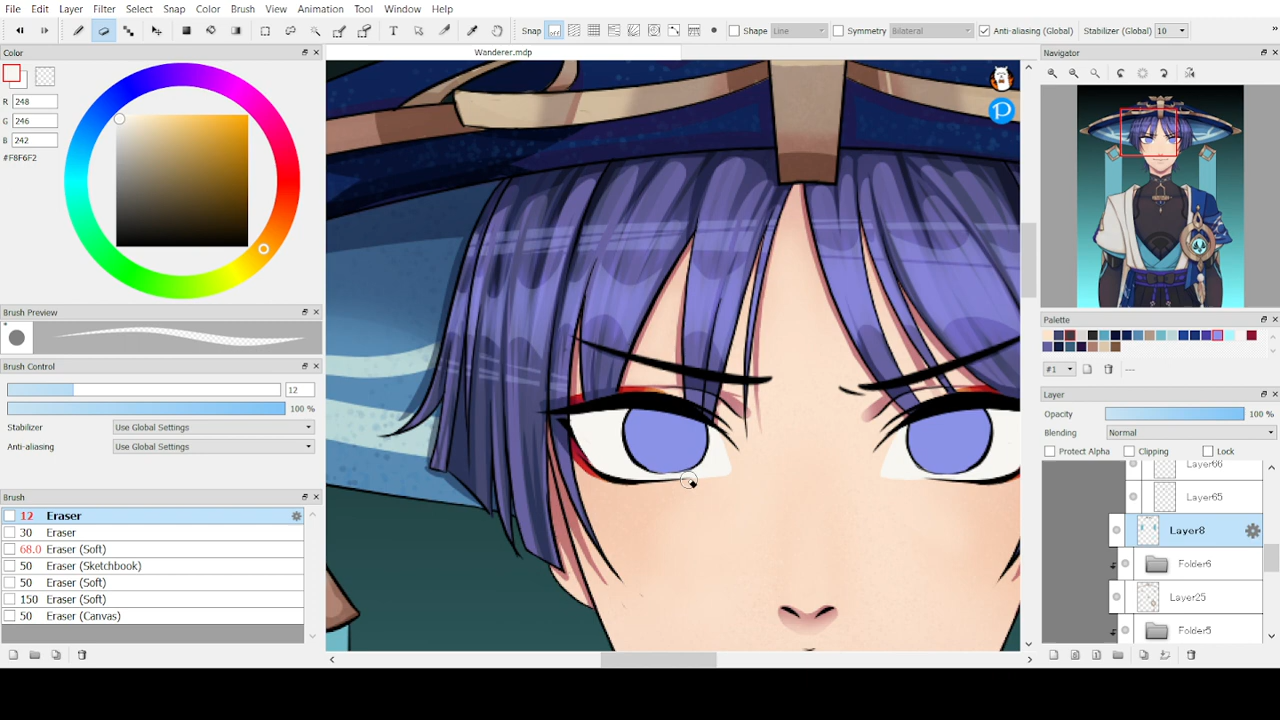 File Edit Layer Filter Select Snap Color Brush View Animation Tool Window Help
Snap Shape Line Symmetry Bilateral Anti-aliasing (Global) Stabilizer (Global) 10
Color
Wanderer.mdp
Navigator
R 248
G 246
B 242
#F8F6F2
P
Brush Preview
Palette
#1
---
Brush Control
12
100 %
Stabilizer Use Global Settings
Anti-aliasing Use Global Settings
Layer
Opacity 100 %
Blending Normal
Protect Alpha Clipping Lock
Layer66
Layer65
Layer8
Folder6
Layer25
Folder5
Brush
12 Eraser
30 Eraser
68.0 Eraser (Soft)
50 Eraser (Sketchbook)
50 Eraser (Soft)
150 Eraser (Soft)
50 Eraser (Canvas)